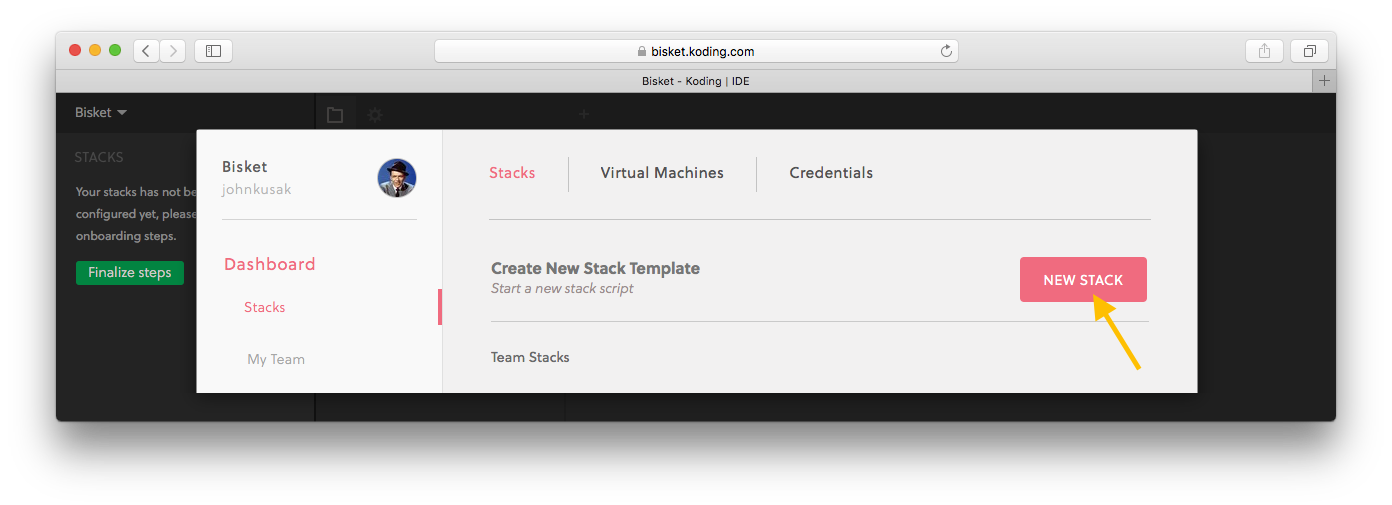 bisket.koding.com
Bisket - Koding | IDE
Bisket
STACKS
Your stacks has not be
configured yet, please
onboarding steps.
Finalize steps
Bisket
johnkusak
Dashboard
Stacks
My Team
Stacks
Virtual Machines
Credentials
Create New Stack Template
Start a new stack script
NEW STACK
Team Stacks